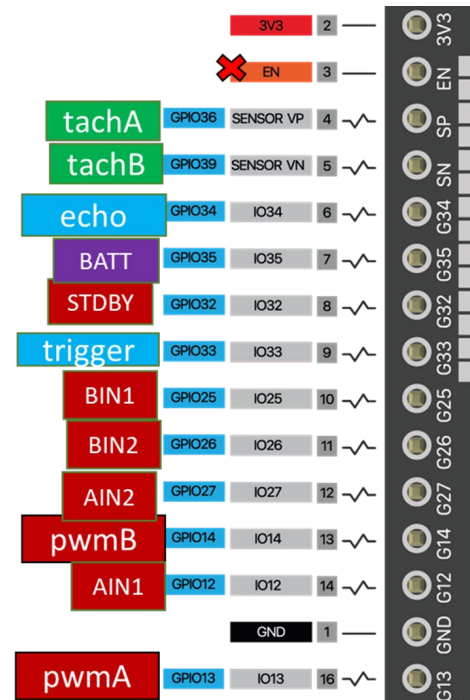 3V3 2 3V3
EN 3 EN
tachA GPIO36 SENSOR VP 4 SP
tachB GPIO39 SENSOR VN 5 SN
echo GPIO34 IO34 6 G34
BATT GPIO35 IO35 7 G35
STDBY GPIO32 IO32 8 G32
trigger GPIO33 IO33 9 G33
BIN1 GPIO25 IO25 10 G25
BIN2 GPIO26 IO26 11 G26
AIN2 GPIO27 IO27 12 G27
pwmB GPIO14 IO14 13 G14
AIN1 GPIO12 IO12 14 G12
GND 1 GND
pwmA GPIO13 IO13 16 G13